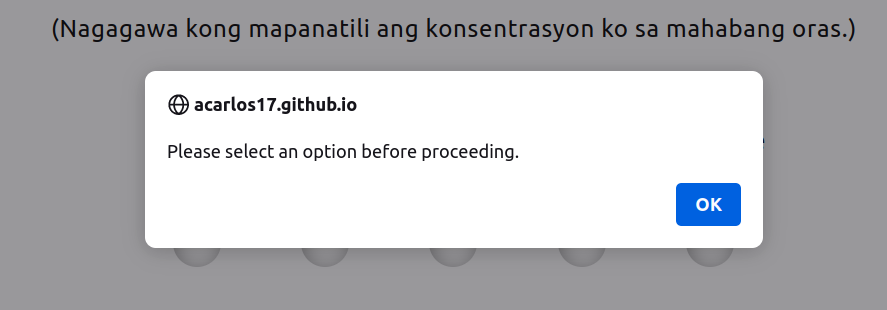 (Nagagawa kong mapanatili ang konsentrasyon ko sa mahabang oras.)
acarlos17.github.io
Please select an option before proceeding.
OK